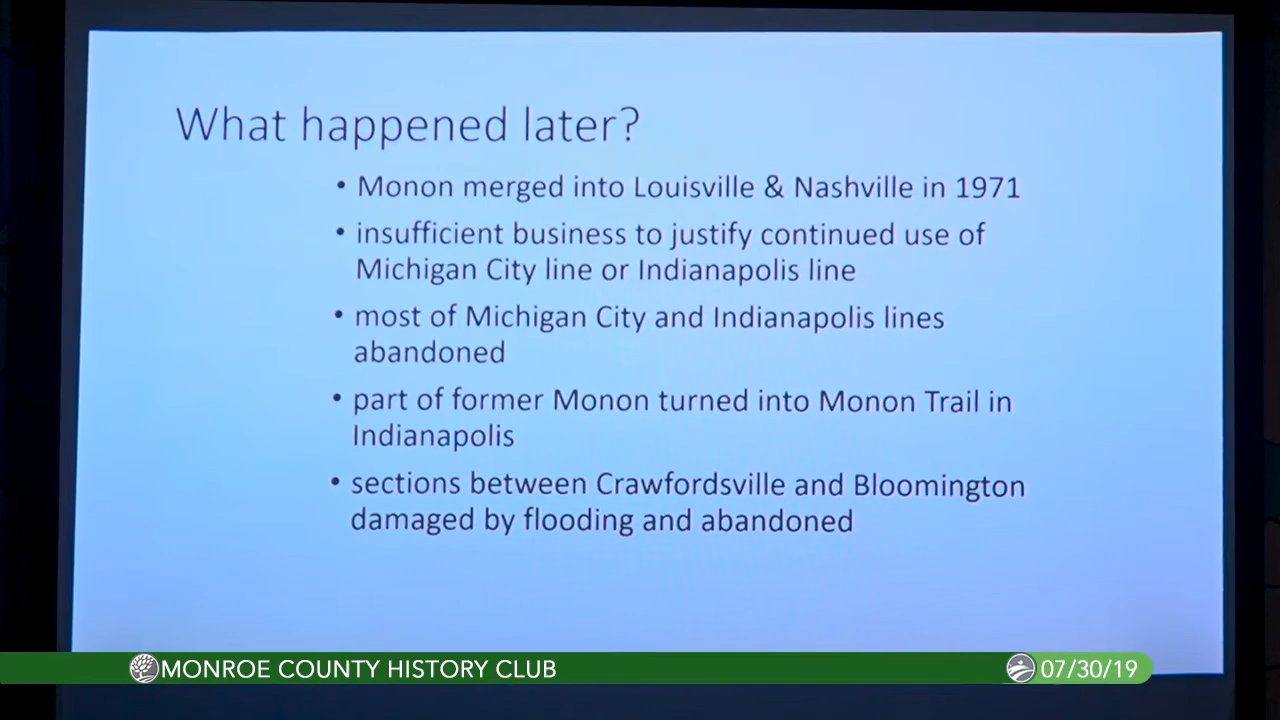 What happened later?
• Monon merged into Louisville & Nashville in 1971
• insufficient business to justify continued use of
Michigan City line or Indianapolis line
• most of Michigan City and Indianapolis lines
abandoned
• part of former Monon turned into Monon Trail in
Indianapolis
• sections between Crawfordsville and Bloomington
damaged by flooding and abandoned
MONROE COUNTY HISTORY CLUB
07/30/19